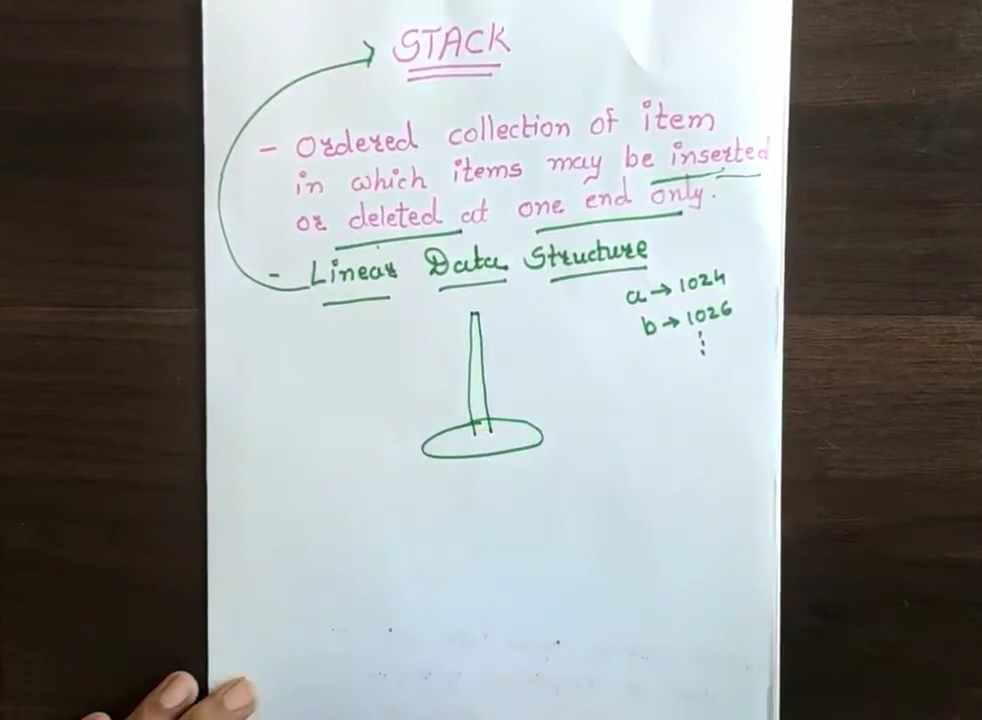 STACK
- Ordered collection of item
in which items may be inserted
or deleted at one end only.
- Linear Data Structure
a → 1024
b → 1026